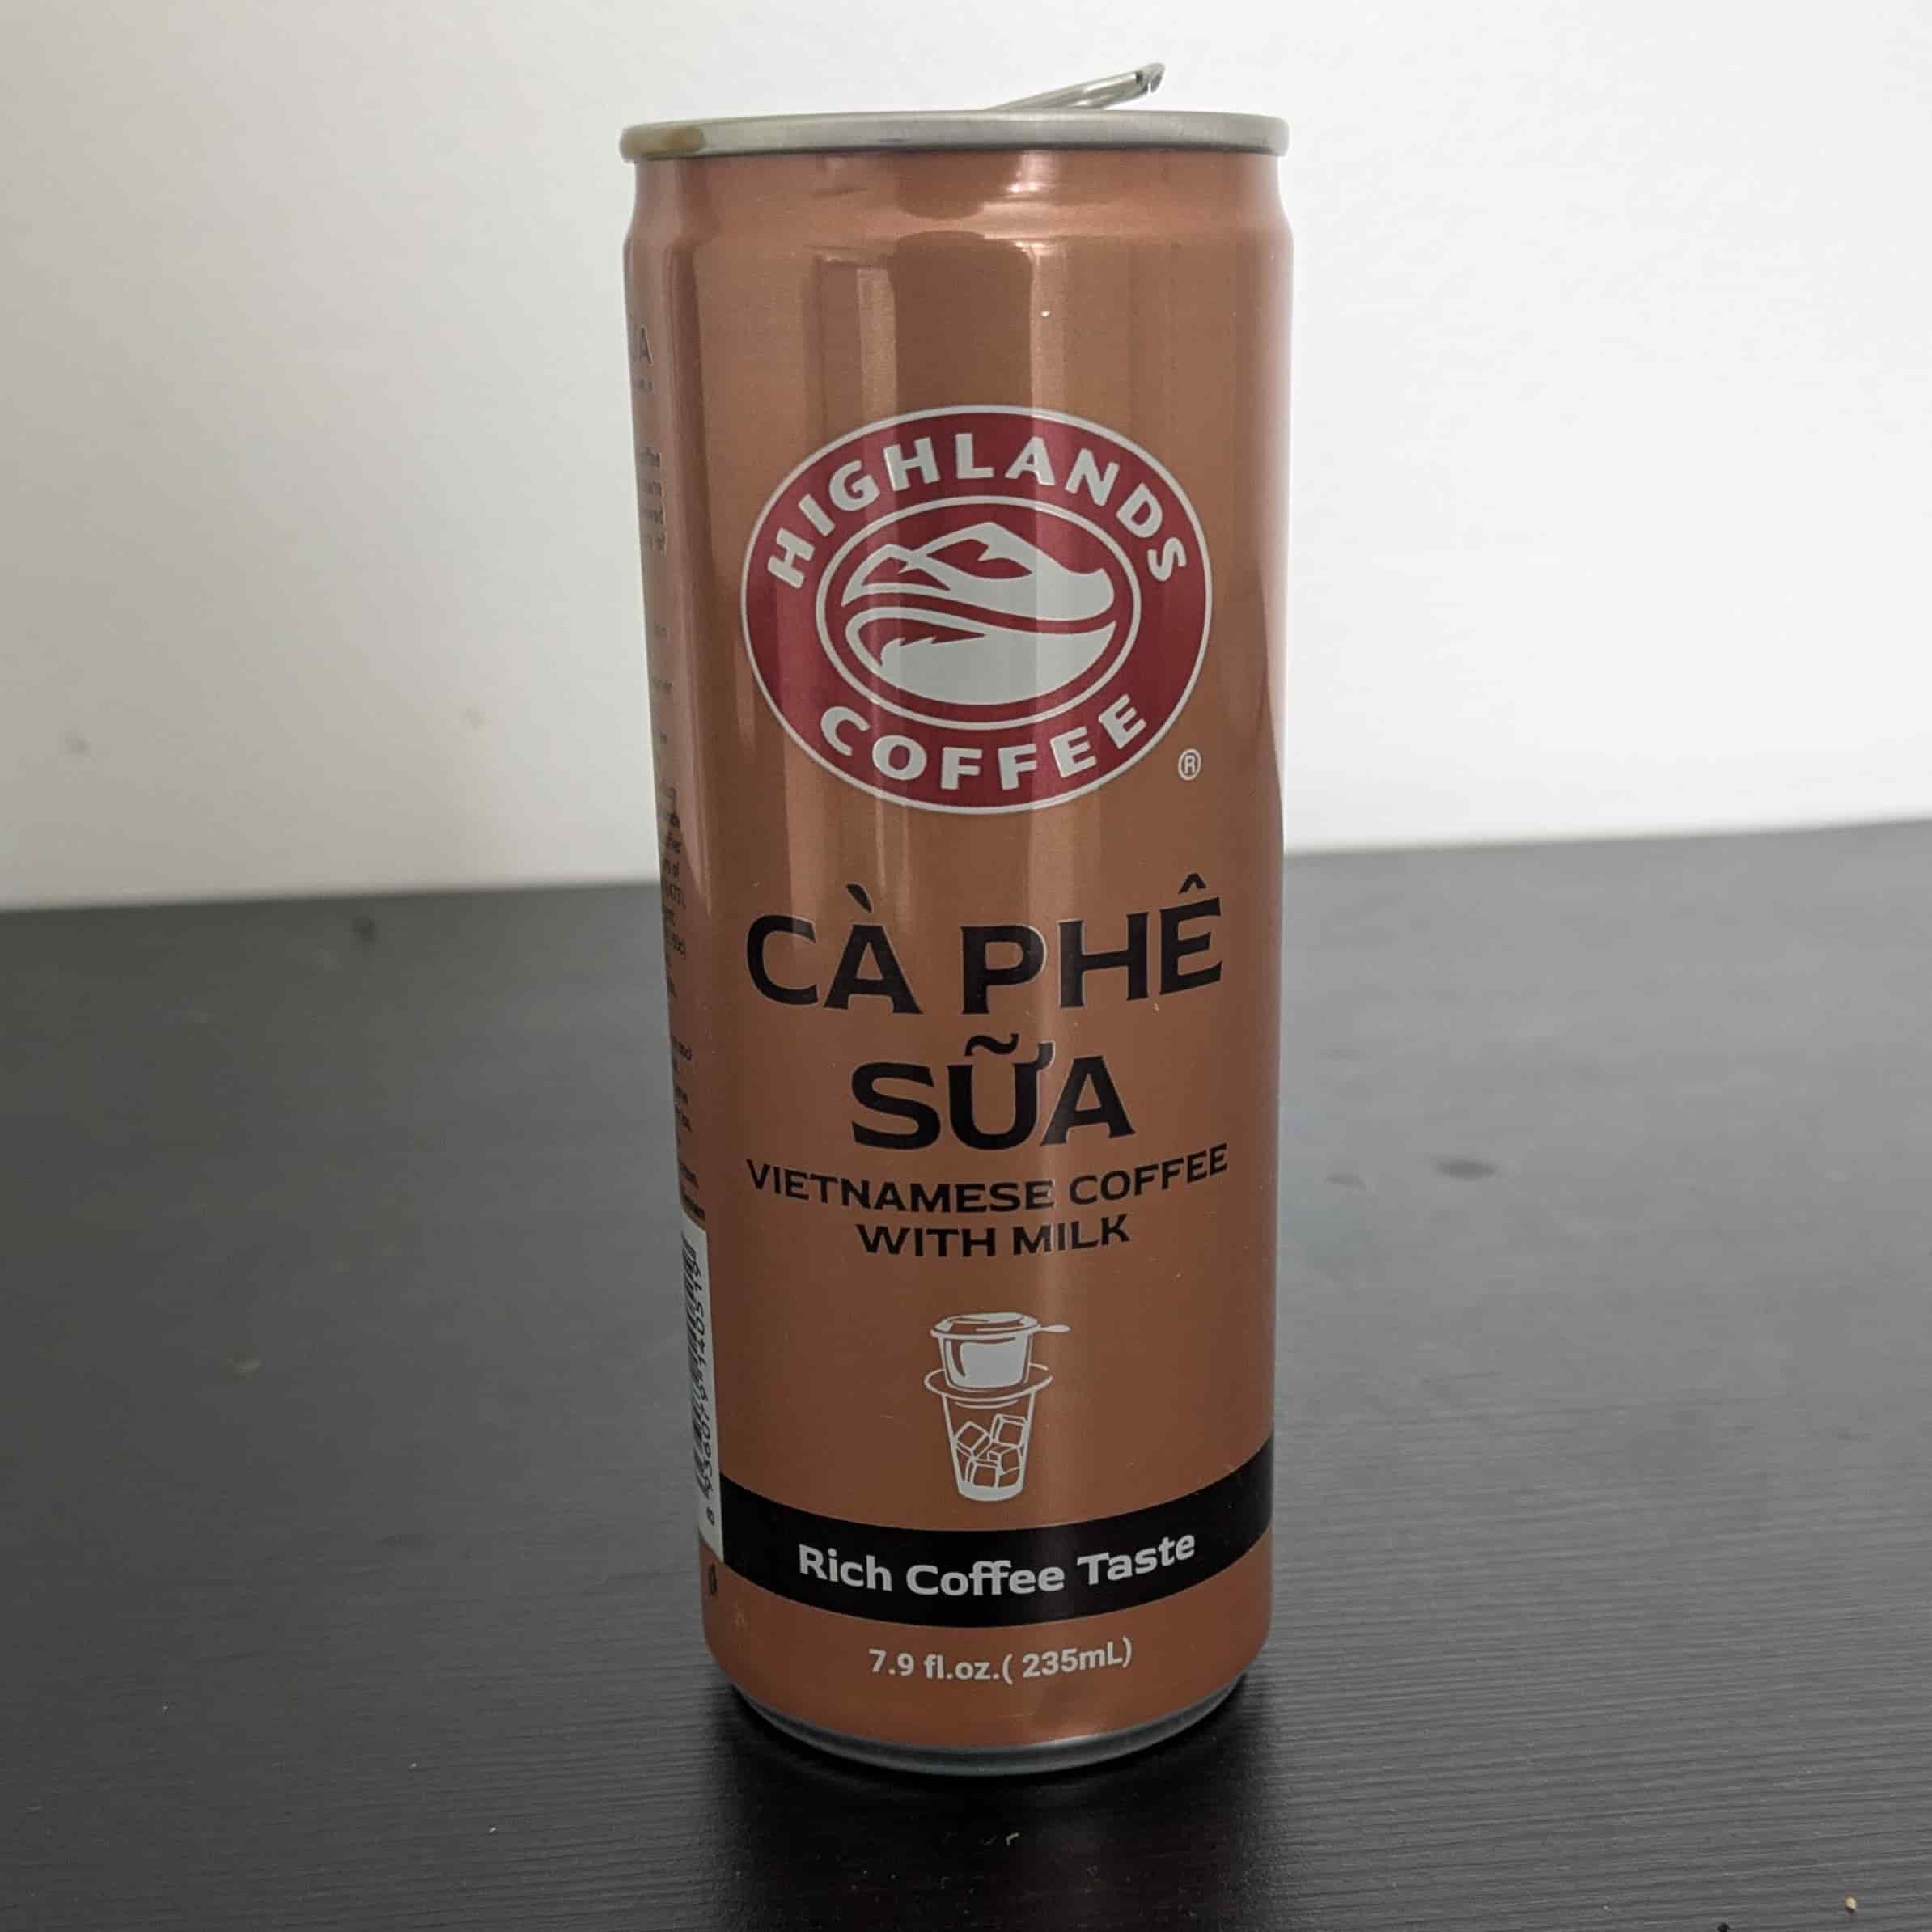 HIGHLANDS
COFFEE
®
CÀ PHÊ
SỮA
VIETNAMESE COFFEE
WITH MILK
Rich Coffee Taste
7.9 fl.oz.( 235mL)